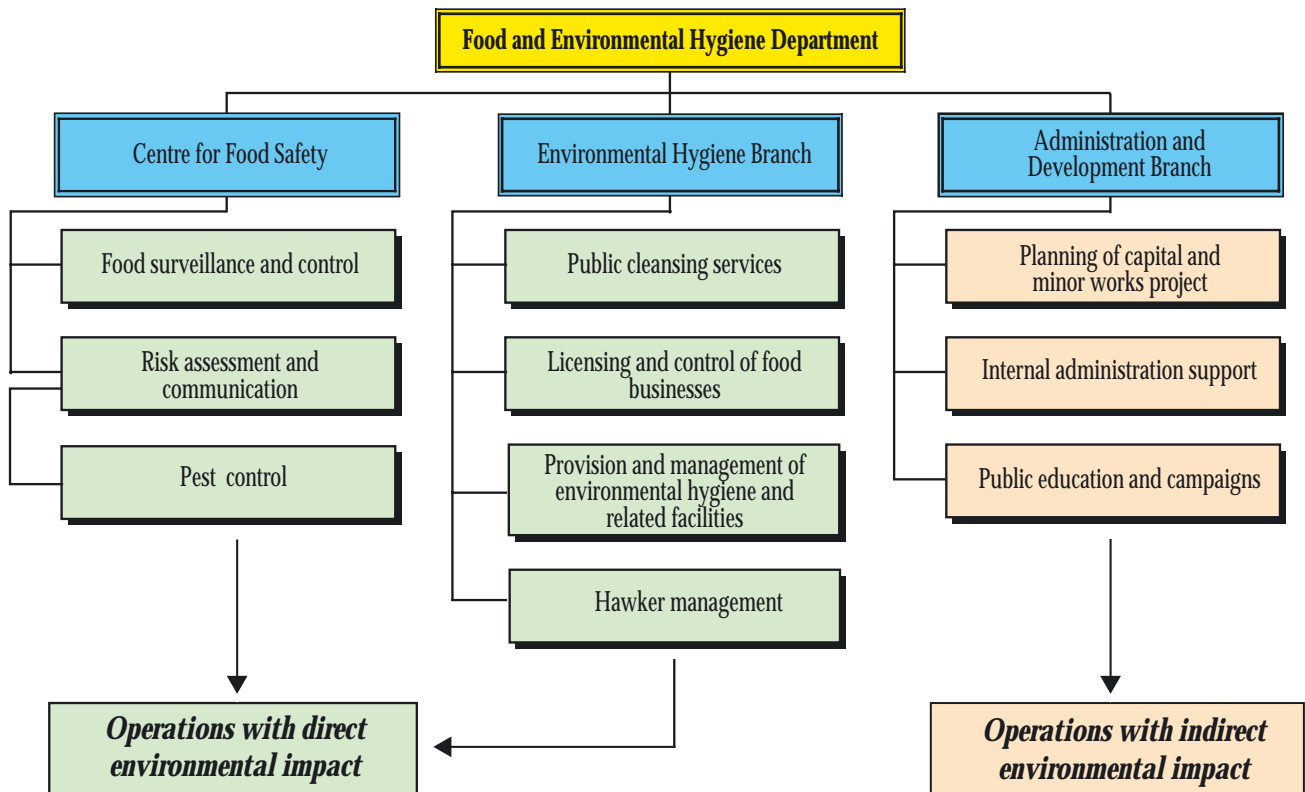 Food and Environmental Hygiene Department
Centre for Food Safety
Environmental Hygiene Branch
Administration and
Development Branch
Food surveillance and control
Risk assessment and
communication
Pest control
Public cleansing services
Licensing and control of food
businesses
Provision and management of
environmental hygiene and
related facilities
Hawker management
Planning of capital and
minor works project
Internal administration support
Public education and campaigns
Operations with direct
environmental impact
Operations with indirect
environmental impact